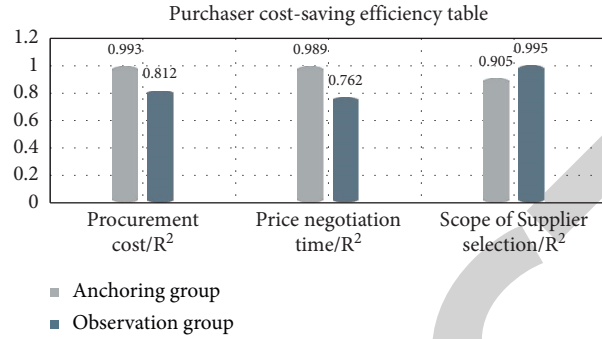 Purchaser cost-saving efficiency table
1.2
1
0.8
0.6
0.4
0.2
0
0.993
0.812
0.989
0.762
0.905
0.995
Procurement
cost/R²
Price negotiation
time/R²
Scope of Supplier
selection/R²
Anchoring group
Observation group